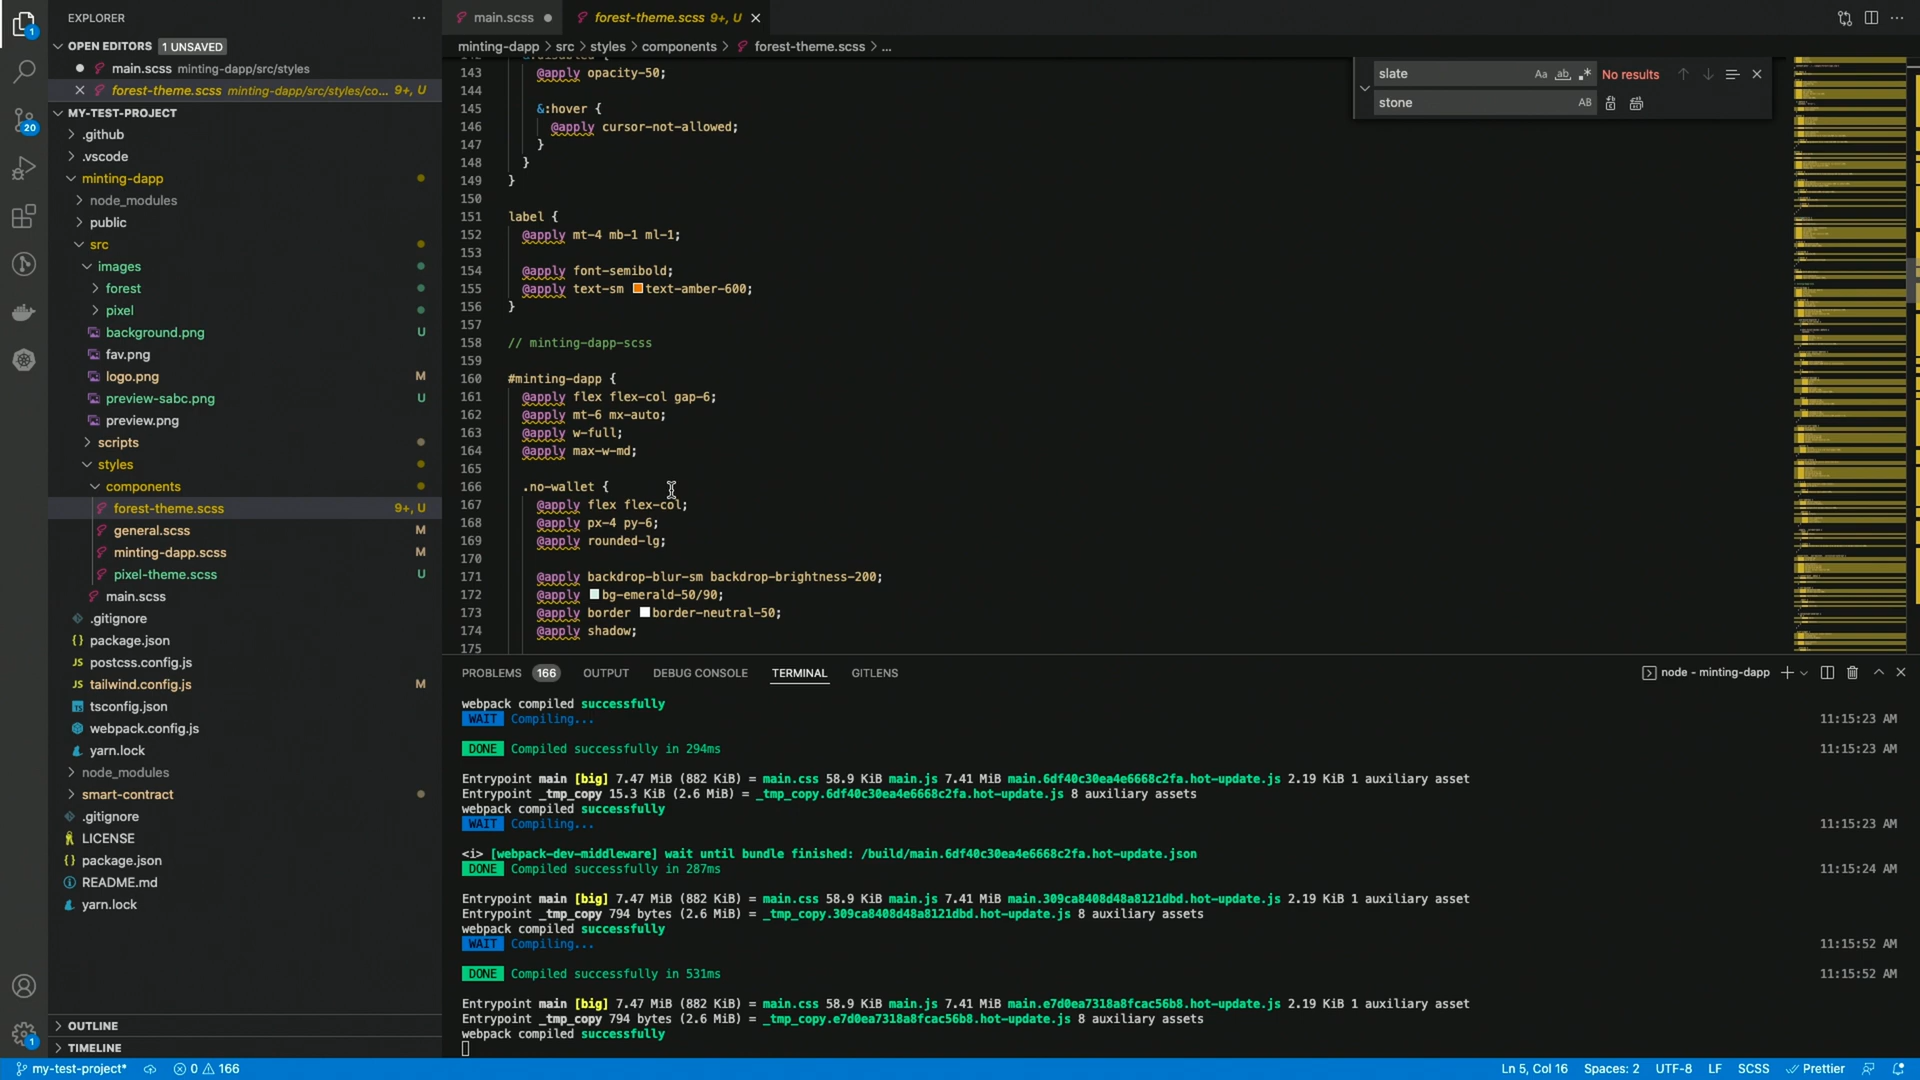 EXPLORER
OPEN EDITORS 1 UNSAVED
main.scss minting-dapp/src/styles
forest-theme.scss minting-dapp/src/styles/co... 9+, U
MY-TEST-PROJECT
.github
.vscode
minting-dapp
node_modules
public
src
images
forest
pixel
background.png U
fav.png
logo.png M
preview-sabc.png U
preview.png
scripts
styles
components
forest-theme.scss 9+, U
general.scss M
minting-dapp.scss M
pixel-theme.scss U
main.scss
.gitignore
package.json
JS postcss.config.js
JS tailwind.config.js M
tsconfig.json
webpack.config.js
yarn.lock
node_modules
smart-contract
.gitignore
LICENSE
package.json
README.md
yarn.lock
OUTLINE
TIMELINE
1
20
1
main.scss
forest-theme.scss 9+, U
minting-dapp > src > styles > components > forest-theme.scss > ...
slate Aa ab No results
stone AB
143 @apply opacity-50;
144
145 &:hover {
146 @apply cursor-not-allowed;
147 }
148 }
149 }
150
151 label {
152 @apply mt-4 mb-1 ml-1;
153
154 @apply font-semibold;
155 @apply text-sm text-amber-600;
156 }
157
158 // minting-dapp-scss
159
160 #minting-dapp {
161 @apply flex flex-col gap-6;
162 @apply mt-6 mx-auto;
163 @apply w-full;
164 @apply max-w-md;
165
166 .no-wallet {
167 @apply flex flex-col;
168 @apply px-4 py-6;
169 @apply rounded-lg;
170
171 @apply backdrop-blur-sm backdrop-brightness-200;
172 @apply bg-emerald-50/90;
173 @apply border border-neutral-50;
174 @apply shadow;
175
PROBLEMS 166 OUTPUT DEBUG CONSOLE TERMINAL GITLENS node - minting-dapp
webpack compiled successfully
WAIT Compiling... 11:15:23 AM
DONE Compiled successfully in 294ms 11:15:23 AM
Entrypoint main [big] 7.47 MiB (882 KiB) = main.css 58.9 KiB main.js 7.41 MiB main.6df40c30ea4e6668c2fa.hot-update.js 2.19 KiB 1 auxiliary asset
Entrypoint _tmp_copy 15.3 KiB (2.6 MiB) = _tmp_copy.6df40c30ea4e6668c2fa.hot-update.js 8 auxiliary assets
webpack compiled successfully
WAIT Compiling... 11:15:23 AM
<i> [webpack-dev-middleware] wait until bundle finished: /build/main.6df40c30ea4e6668c2fa.hot-update.json
DONE Compiled successfully in 287ms 11:15:24 AM
Entrypoint main [big] 7.47 MiB (882 KiB) = main.css 58.9 KiB main.js 7.41 MiB main.309ca8408d48a8121dbd.hot-update.js 2.19 KiB 1 auxiliary asset
Entrypoint _tmp_copy 794 bytes (2.6 MiB) = _tmp_copy.309ca8408d48a8121dbd.hot-update.js 8 auxiliary assets
webpack compiled successfully
WAIT Compiling... 11:15:52 AM
DONE Compiled successfully in 531ms 11:15:52 AM
Entrypoint main [big] 7.47 MiB (882 KiB) = main.css 58.9 KiB main.js 7.41 MiB main.e7d0ea7318a8fcac56b8.hot-update.js 2.19 KiB 1 auxiliary asset
Entrypoint _tmp_copy 794 bytes (2.6 MiB) = _tmp_copy.e7d0ea7318a8fcac56b8.hot-update.js 8 auxiliary assets
webpack compiled successfully
my-test-project* 0 166 Ln 5, Col 16 Spaces: 2 UTF-8 LF SCSS Prettier